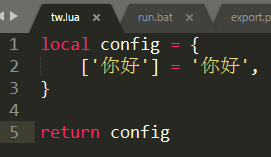 tw.lua × run.bat × export.p
1 local config = {
2     ['你好'] = '你好',
3 }
4
5 return config